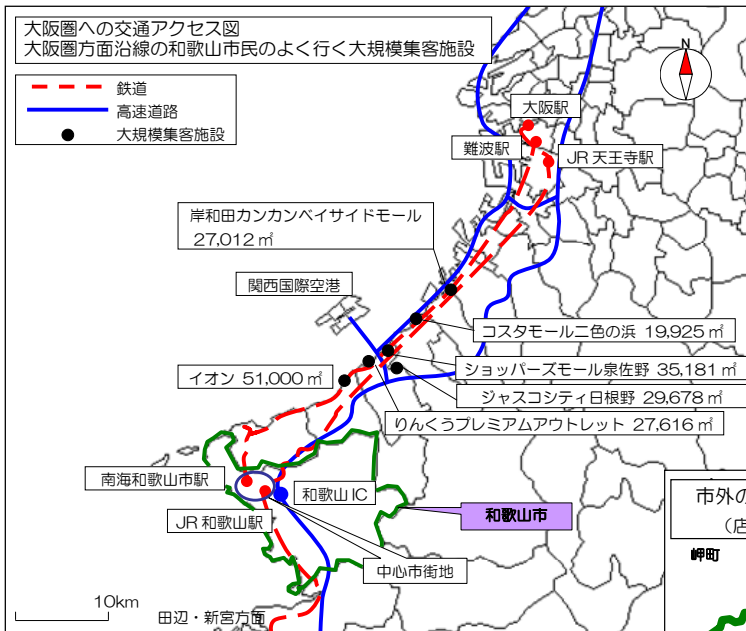 大阪圏への交通アクセス図
大阪圏方面沿線の和歌山市民のよく行く大規模集客施設
鉄道
高速道路
大規模集客施設
N
大阪駅
難波駅
JR天王寺駅
岸和田カンカンベイサイドモール
27,012㎡
関西国際空港
コスタモール二色の浜 19,925㎡
ショッパーズモール泉佐野 35,181㎡
イオン 51,000㎡
ジャスコシティ日根野 29,678㎡
りんくうプレミアムアウトレット 27,616㎡
南海和歌山市駅
和歌山IC
JR和歌山駅
和歌山市
中心市街地
10km
田辺・新宮方面
市外の
（店
岬町